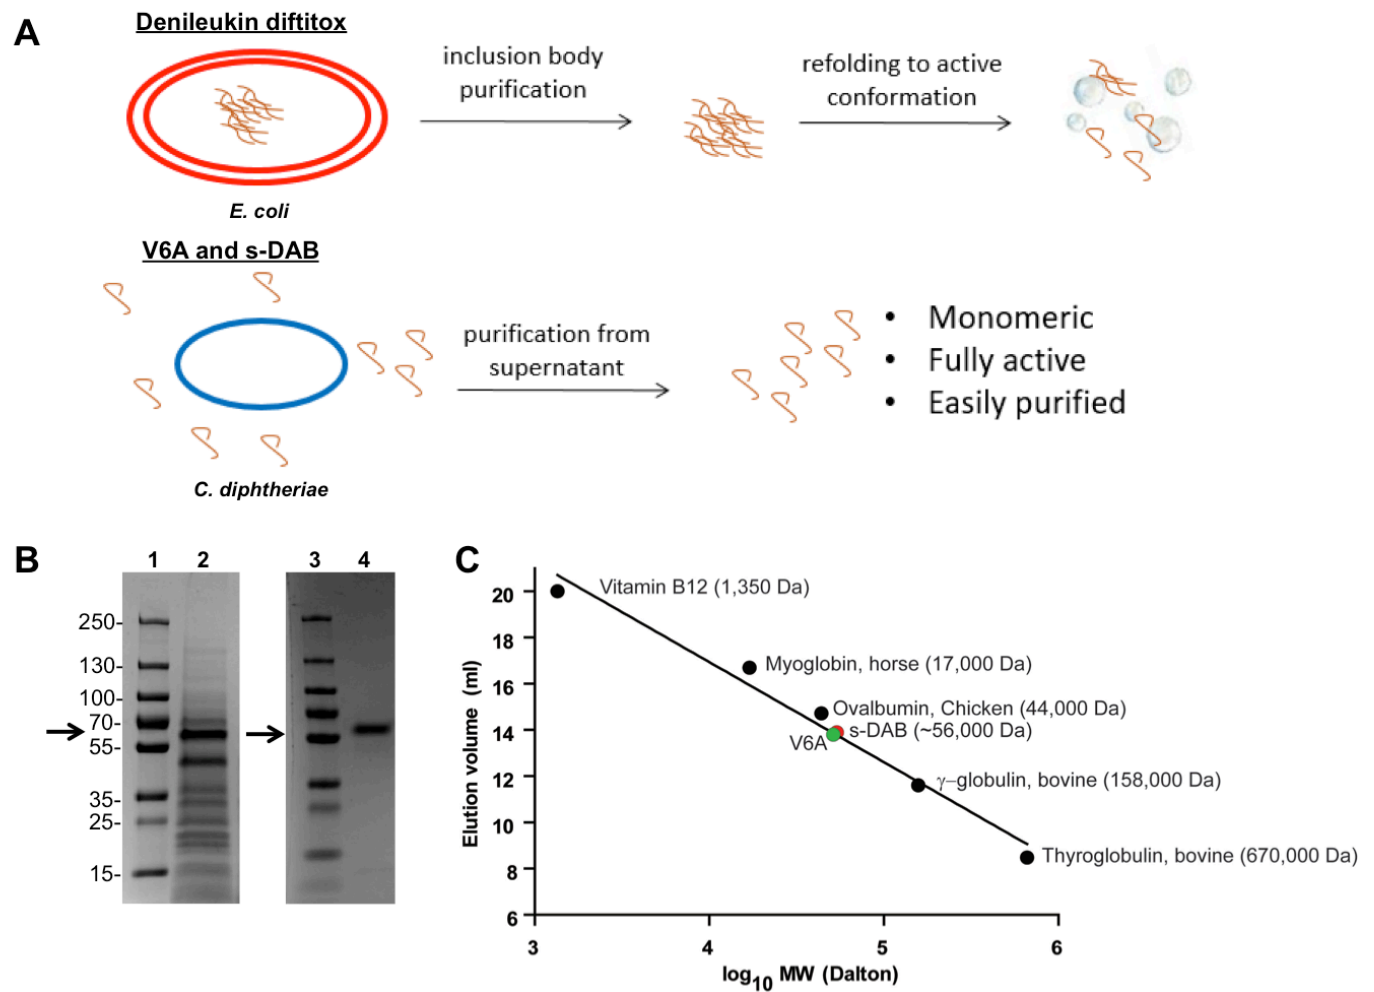 A
Denileukin diftitox
inclusion body
purification
refolding to active
conformation
E. coli
V6A and s-DAB
purification from
supernatant
• Monomeric
• Fully active
• Easily purified
C. diphtheriae
B
1 2 3 4
250-
130-
100-
70-
55-
35-
25-
15-
C
Elution volume (ml)
20
18
16
14
12
10
8
6
Vitamin B12 (1,350 Da)
Myoglobin, horse (17,000 Da)
Ovalbumin, Chicken (44,000 Da)
s-DAB (~56,000 Da)
V6A
γ–globulin, bovine (158,000 Da)
Thyroglobulin, bovine (670,000 Da)
3 4 5 6
log10 MW (Dalton)